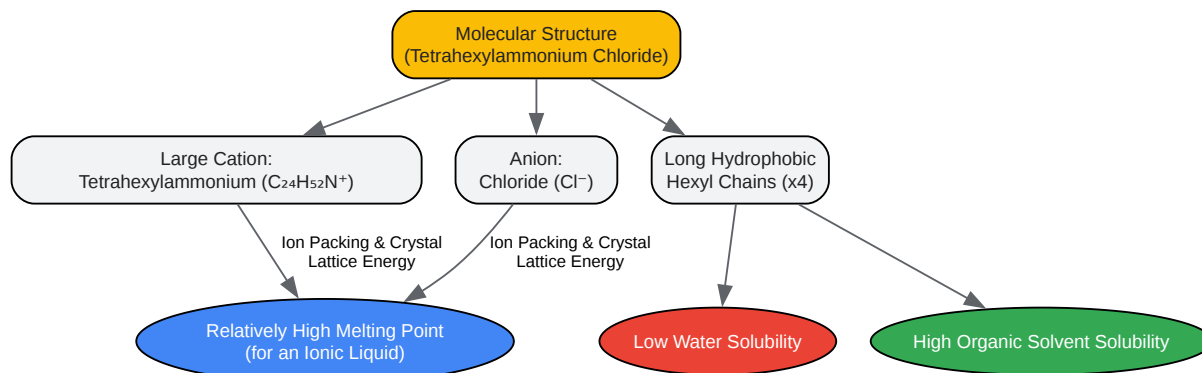 Molecular Structure
(Tetrahexylammonium Chloride)
Large Cation:
Tetrahexylammonium (C₂₄H₅₂N⁺)
Anion:
Chloride (Cl⁻)
Long Hydrophobic
Hexyl Chains (x4)
Ion Packing & Crystal
Lattice Energy
Ion Packing & Crystal
Lattice Energy
Relatively High Melting Point
(for an Ionic Liquid)
Low Water Solubility
High Organic Solvent Solubility